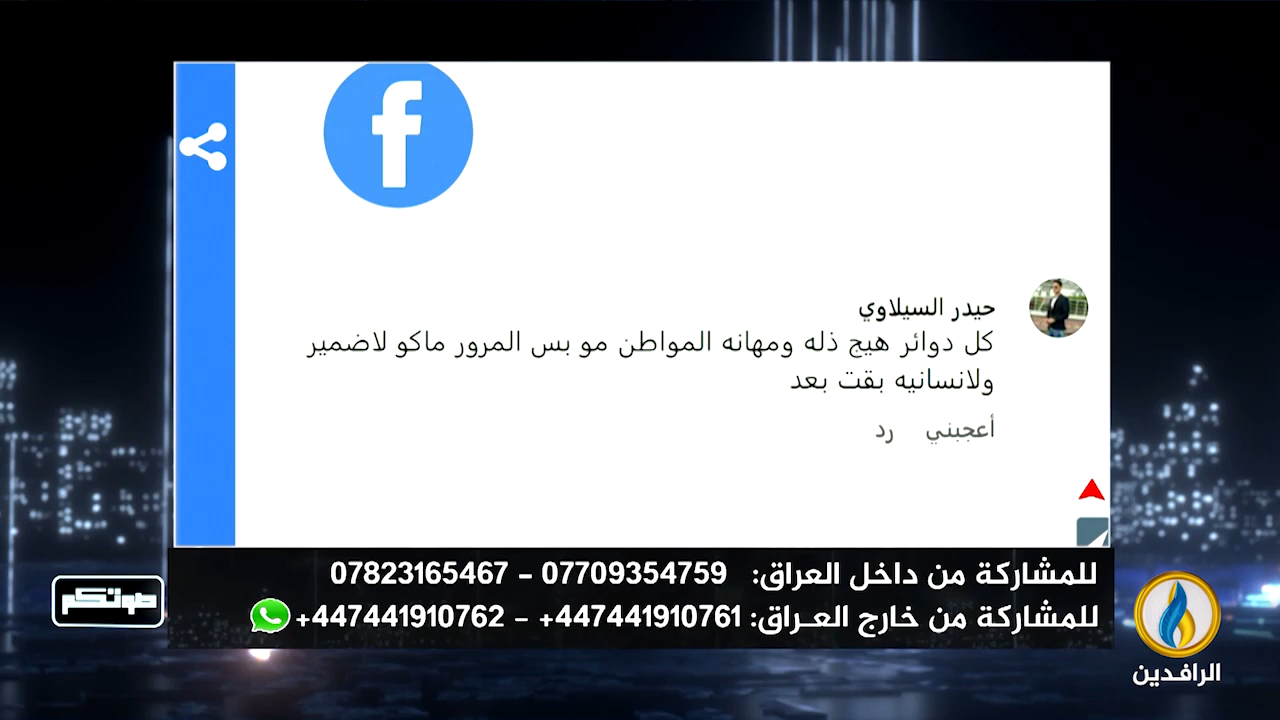 f
حيدر السيلاوي
كل دوائر هيج ذله ومهانه المواطن مو بس المرور ماكو لاضمير
ولانسانيه بقت بعد
أعجبني رد
للمشاركة من داخل العراق: 07709354759 - 07823165467
للمشاركة من خارج العـراق: 447441910761+ - 447441910762+
صوتكم
الرافدين